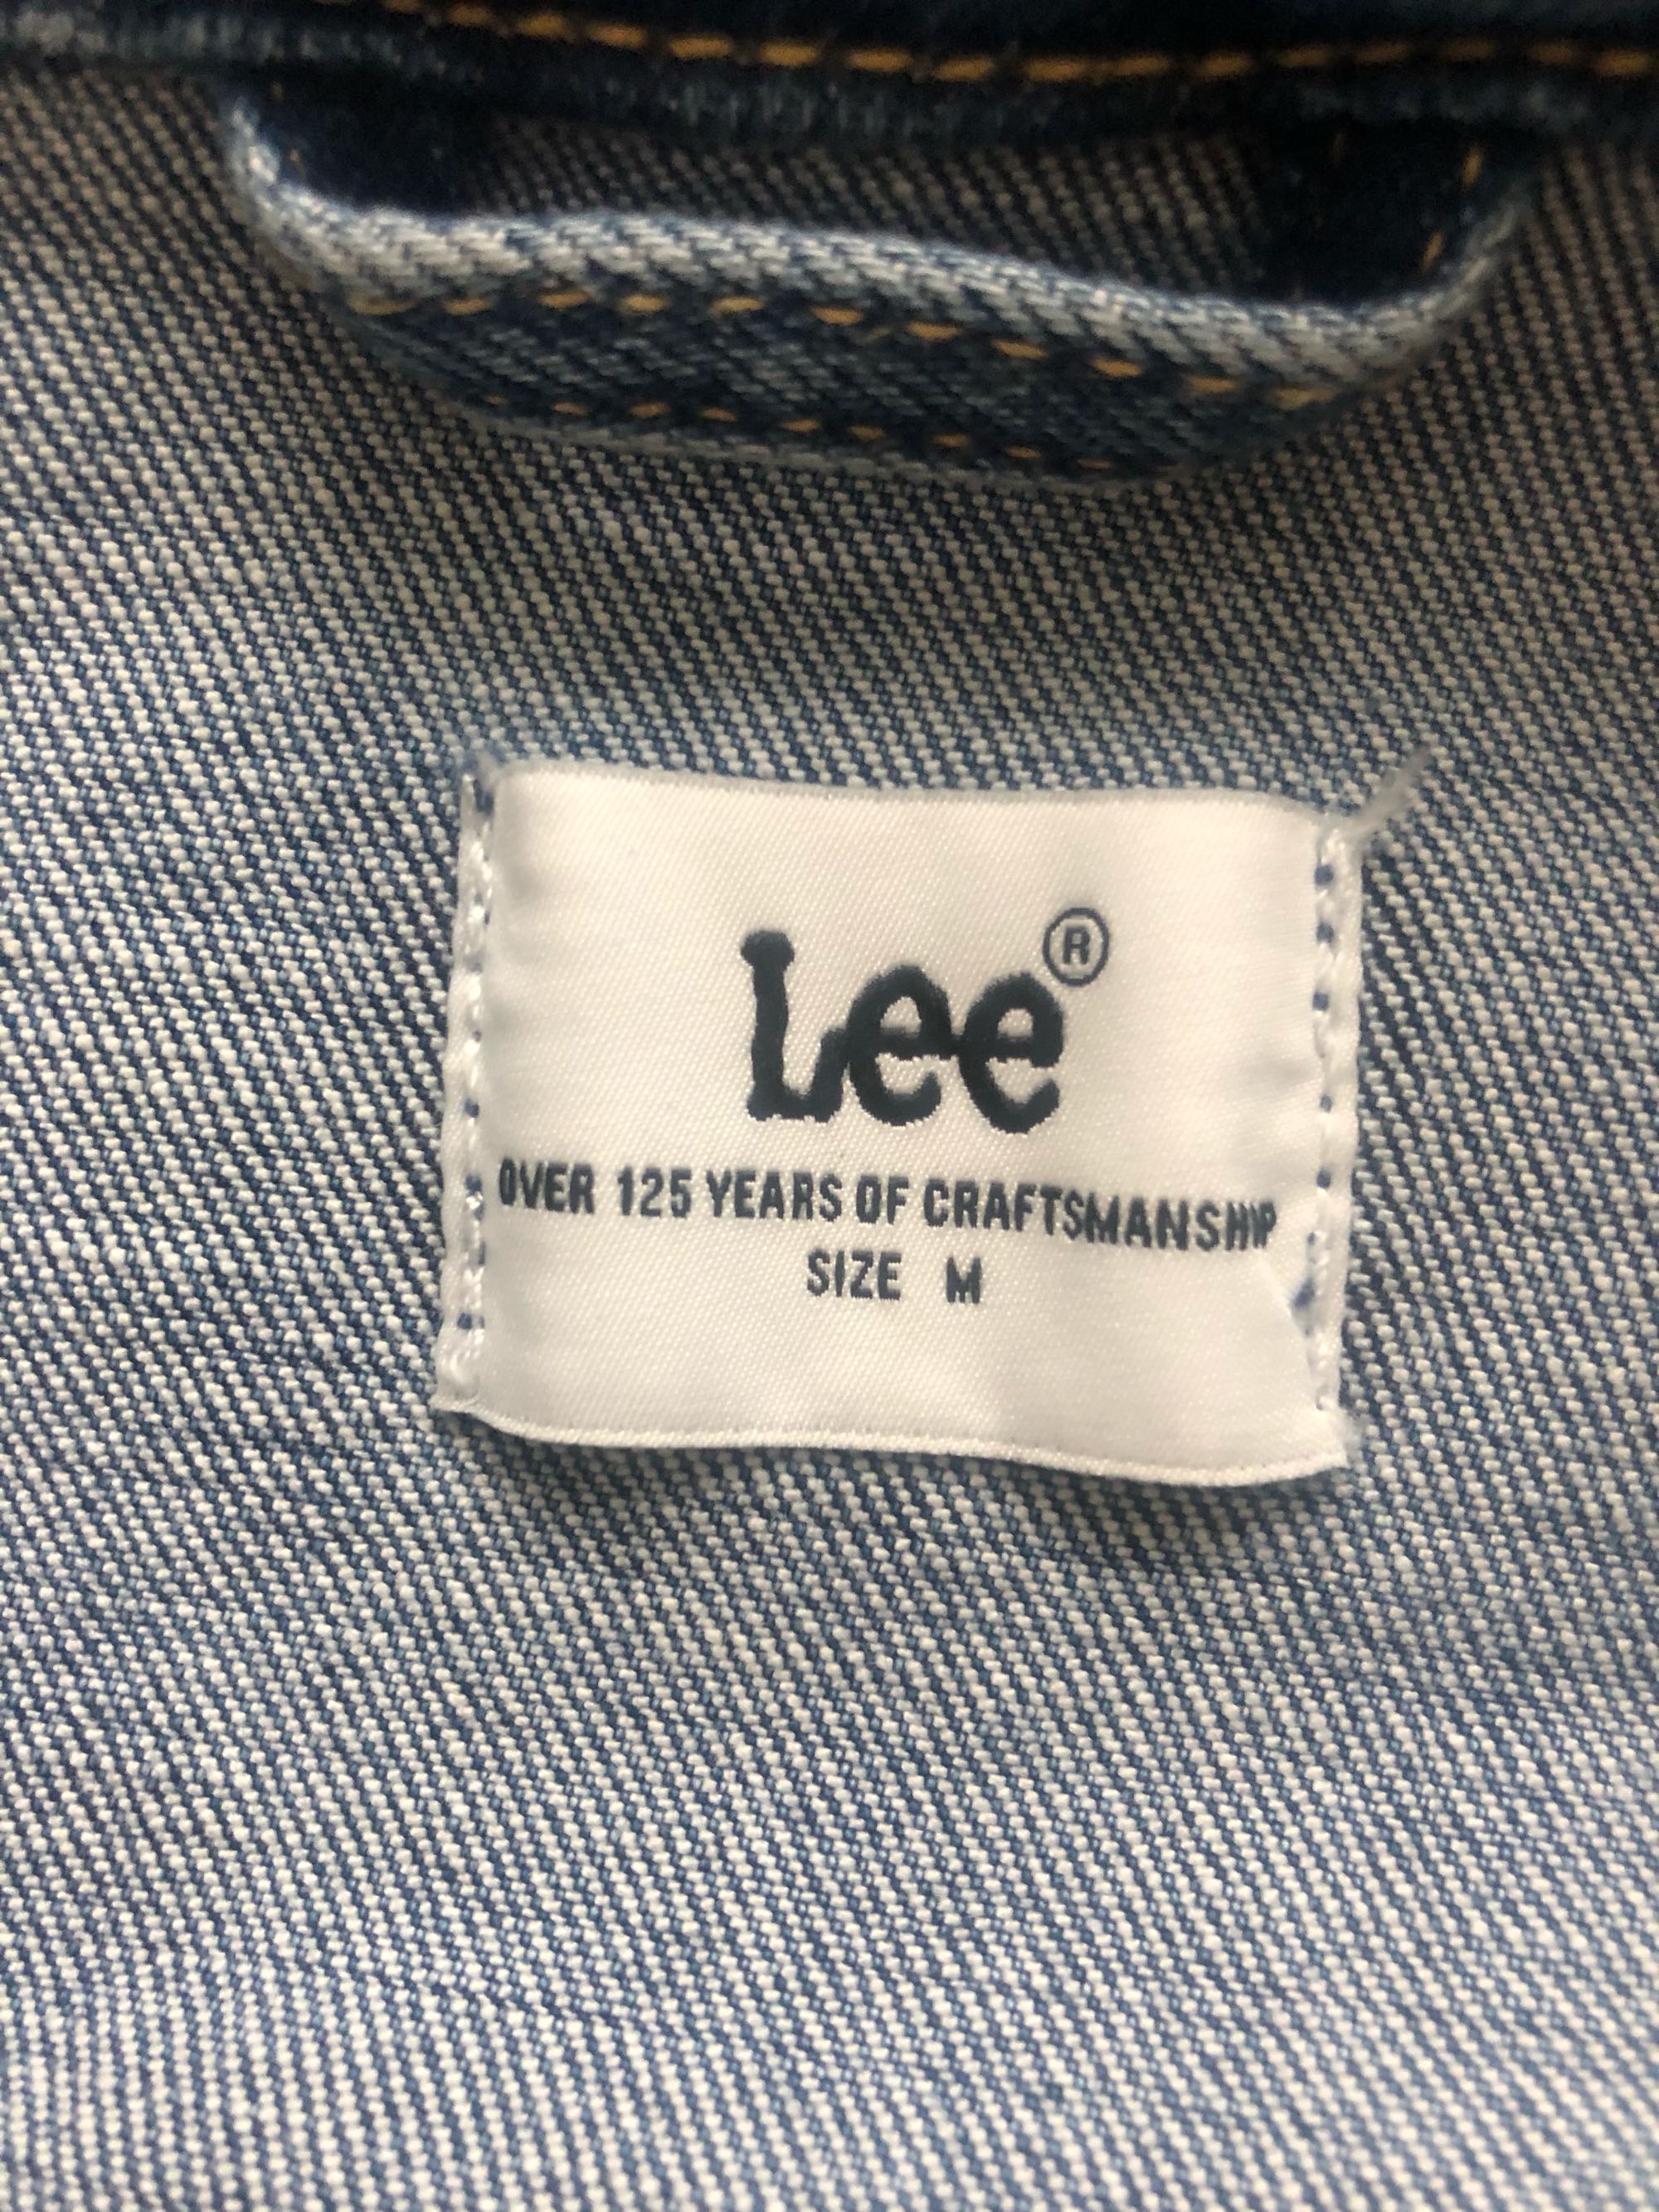 Lee®
OVER 125 YEARS OF CRAFTSMANSHIP
SIZE M